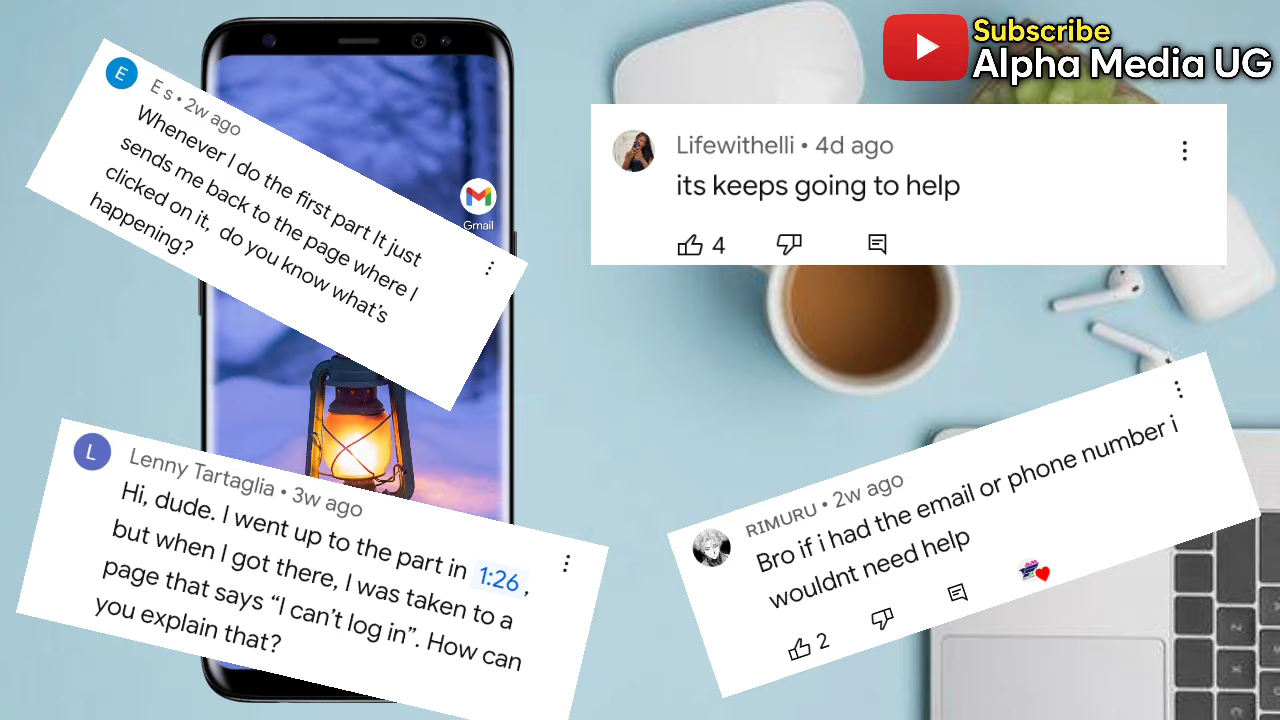 Subscribe
Alpha Media UG
E
E s • 2w ago
Whenever I do the first part It just
sends me back to the page where I
clicked on it, do you know what's
happening?
Gmail
Lifewithelli • 4d ago
its keeps going to help
4
L
Lenny Tartaglia • 3w ago
Hi, dude. I went up to the part in 1:26,
but when I got there, I was taken to a
page that says “I can’t log in”. How can
you explain that?
RIMURU • 2w ago
Bro if i had the email or phone number i
wouldnt need help
2